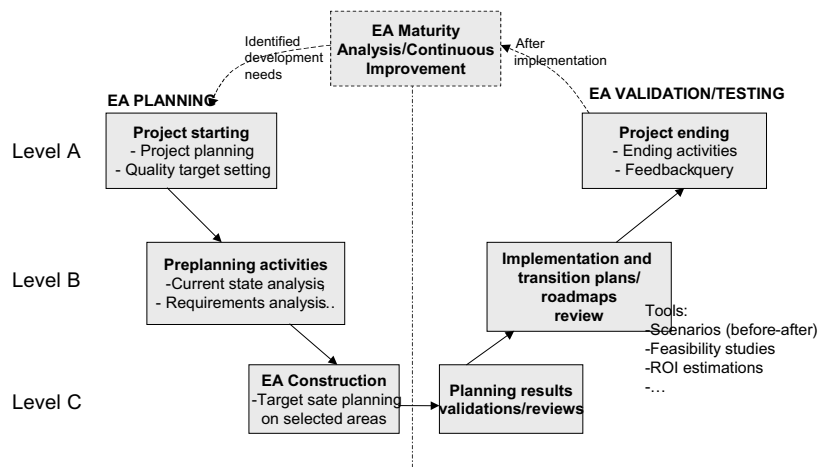 EA Maturity
Analysis/Continuous
Improvement
Identified
development
needs
After
implementation
EA PLANNING
EA VALIDATION/TESTING
Level A
Project starting
- Project planning
- Quality target setting
Project ending
- Ending activities
- Feedbackquery
Level B
Preplanning activities
-Current state analysis,
- Requirements analysis..
Implementation and
transition plans/
roadmaps
review
Tools:
-Scenarios (before-after)
-Feasibility studies
-ROI estimations
-...
Level C
EA Construction
-Target sate planning
on selected areas
Planning results
validations/reviews